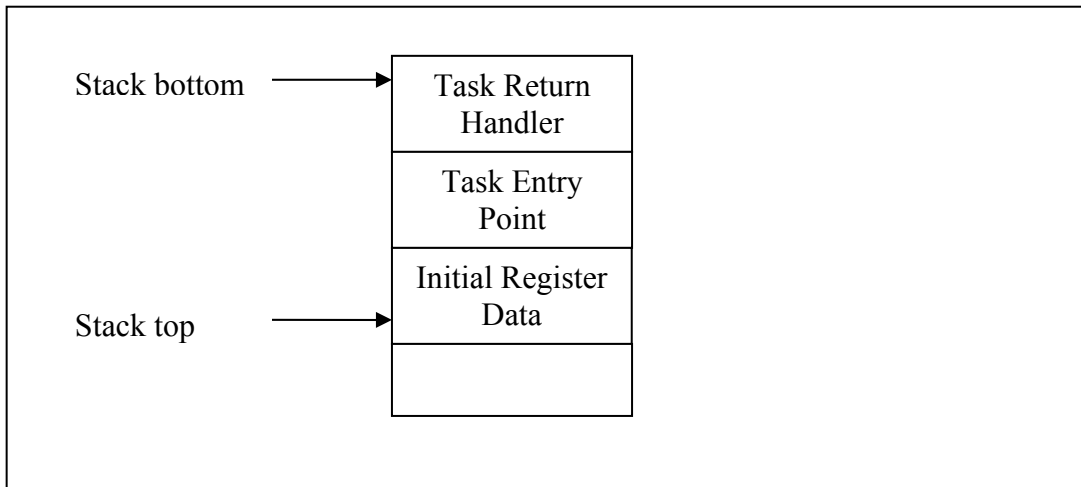 Stack bottom
Task Return
Handler
Task Entry
Point
Initial Register
Data
Stack top